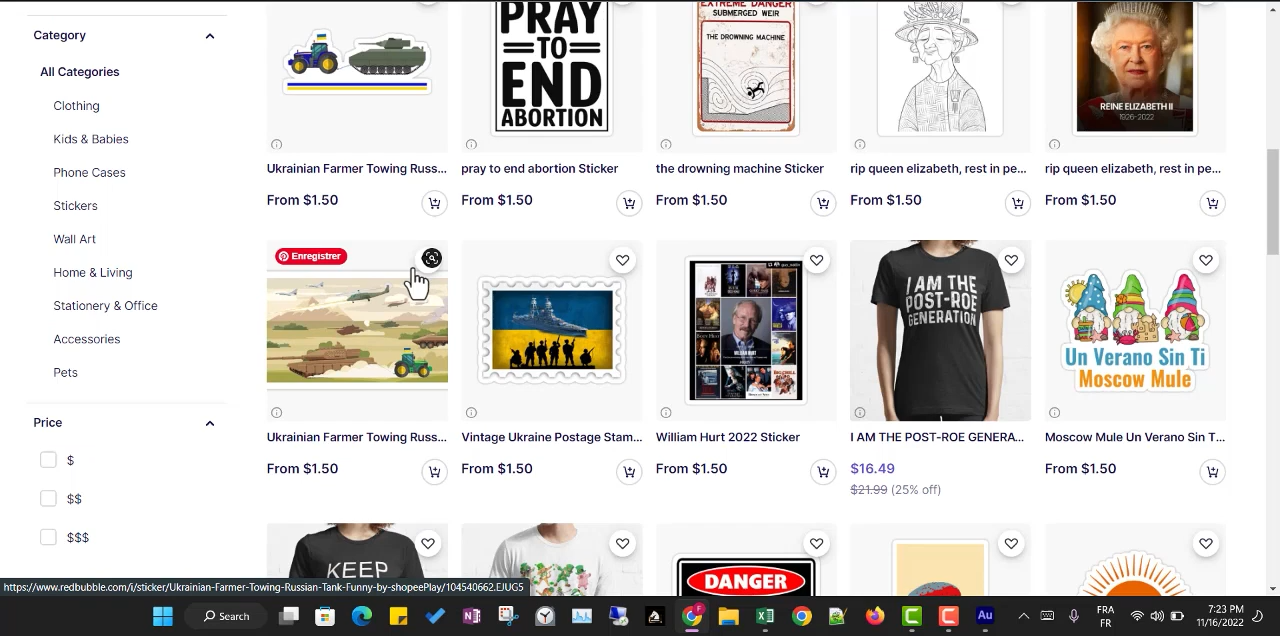 Category
All Categories
Clothing
Kids & Babies
Phone Cases
Stickers
Wall Art
Home & Living
Stationery & Office
Accessories
Pets
Price
$
$$
$$$
PRAY
TO
END
ABORTION
EXTREME DANGER
SUBMERGED WEIR
THE DROWNING MACHINE
REINE ELIZABETH II
1926-2022
Ukrainian Farmer Towing Russ...
pray to end abortion Sticker
the drowning machine Sticker
rip queen elizabeth, rest in pe...
rip queen elizabeth, rest in pe...
From $1.50
From $1.50
From $1.50
From $1.50
From $1.50
Enregistrer
WILLIAM HURT
I AM THE
POST-ROE
GENERATION
Un Verano Sin Ti
Moscow Mule
Ukrainian Farmer Towing Russ...
Vintage Ukraine Postage Stam...
William Hurt 2022 Sticker
I AM THE POST-ROE GENERA...
Moscow Mule Un Verano Sin T...
From $1.50
From $1.50
From $1.50
$16.49
From $1.50
$21.99 (25% off)
KEEP
DANGER
https://www.redbubble.com/i/sticker/Ukrainian-Farmer-Towing-Russian-Tank-Funny-by-shopeePlay/104540662.EJUG5
Search
FRA
FR
7:23 PM
11/16/2022